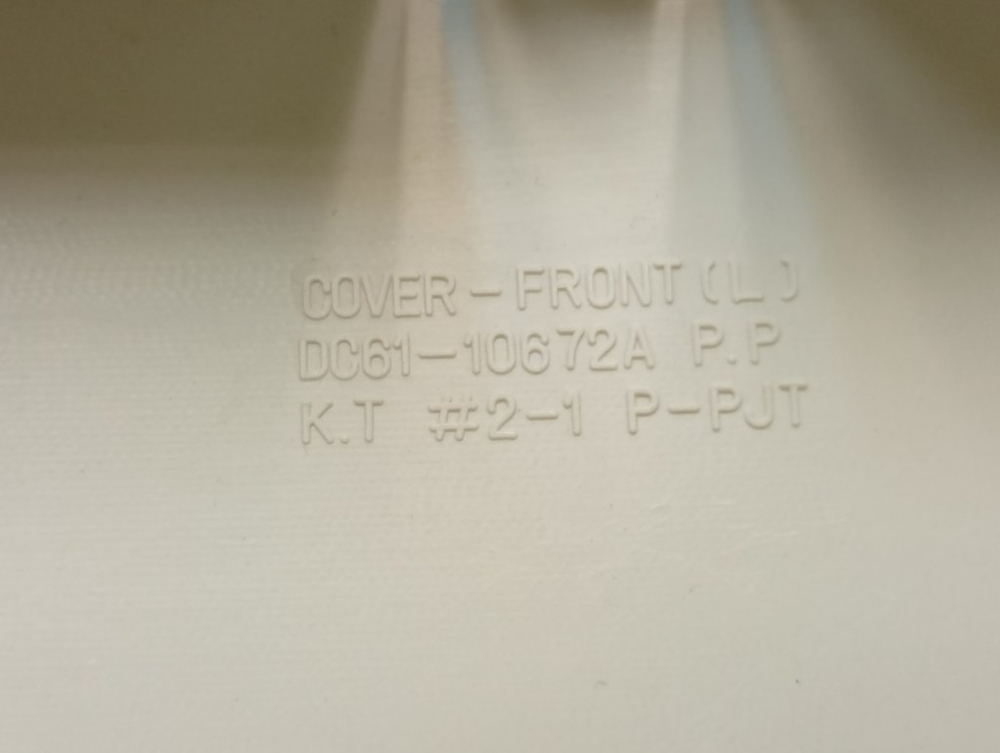 COVER-FRONT(L)
DC61-10672A P.P
K.T #2-1 P-PJT